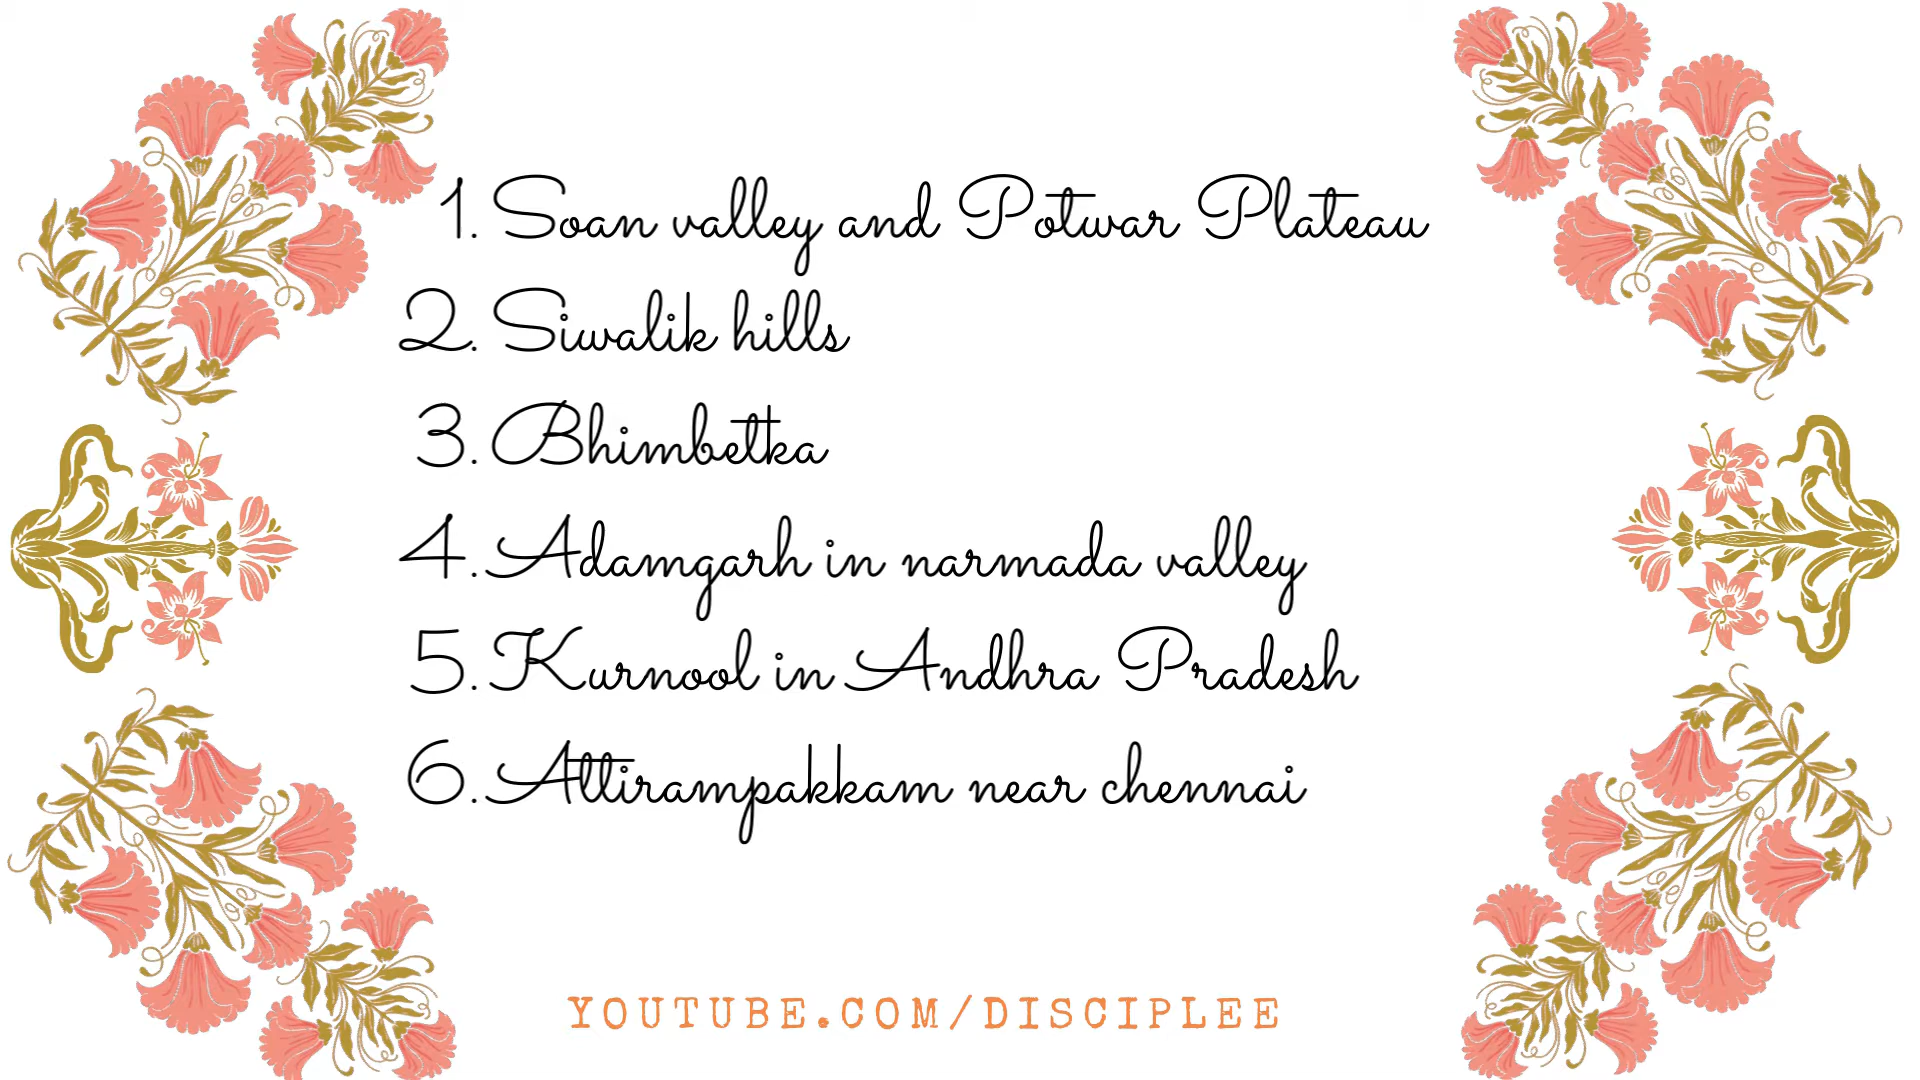 1. Soan valley and Potwar Plateau
2. Siwalik hills
3. Bhimbetka
4. Adamgarh in narmada valley
5. Kurnool in Andhra Pradesh
6. Attirampakkam near chennai
YOUTUBE.COM/DISCIPLEE